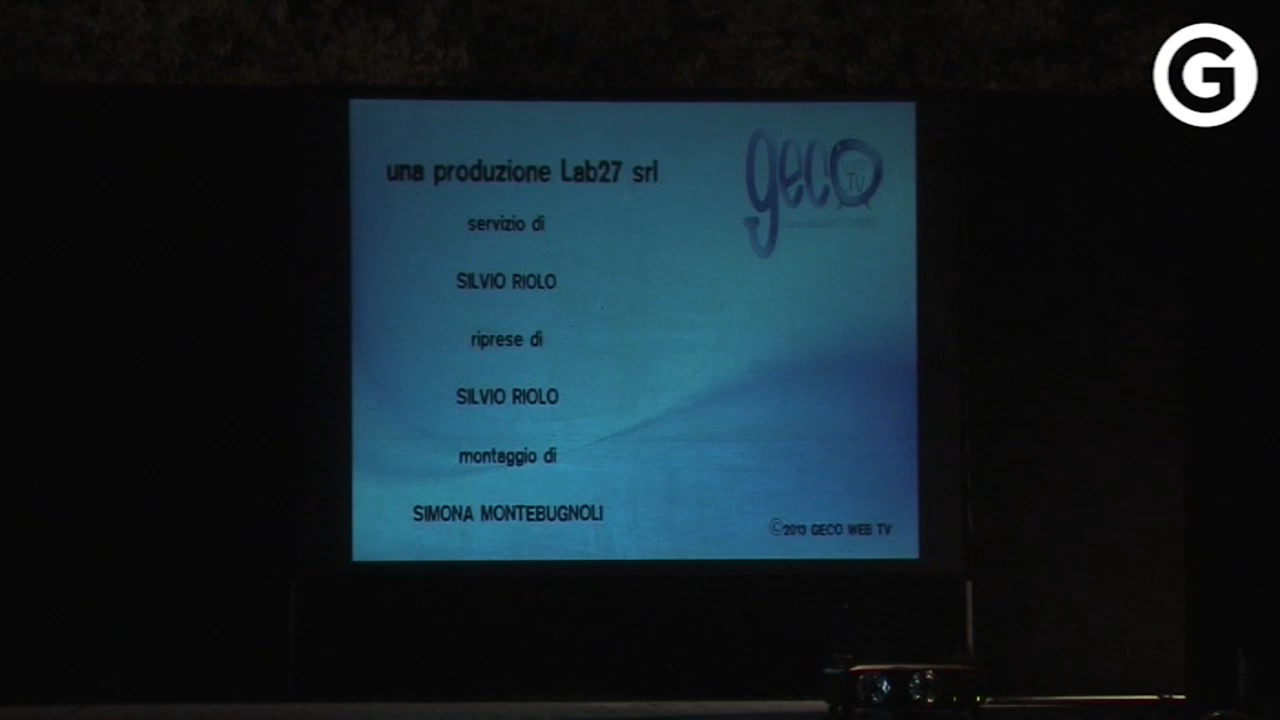 G
una produzione Lab27 srl
geco
TV
servizio di
SILVIO RIOLO
riprese di
SILVIO RIOLO
montaggio di
SIMONA MONTEBUGNOLI
©2013 GECO WEB TV